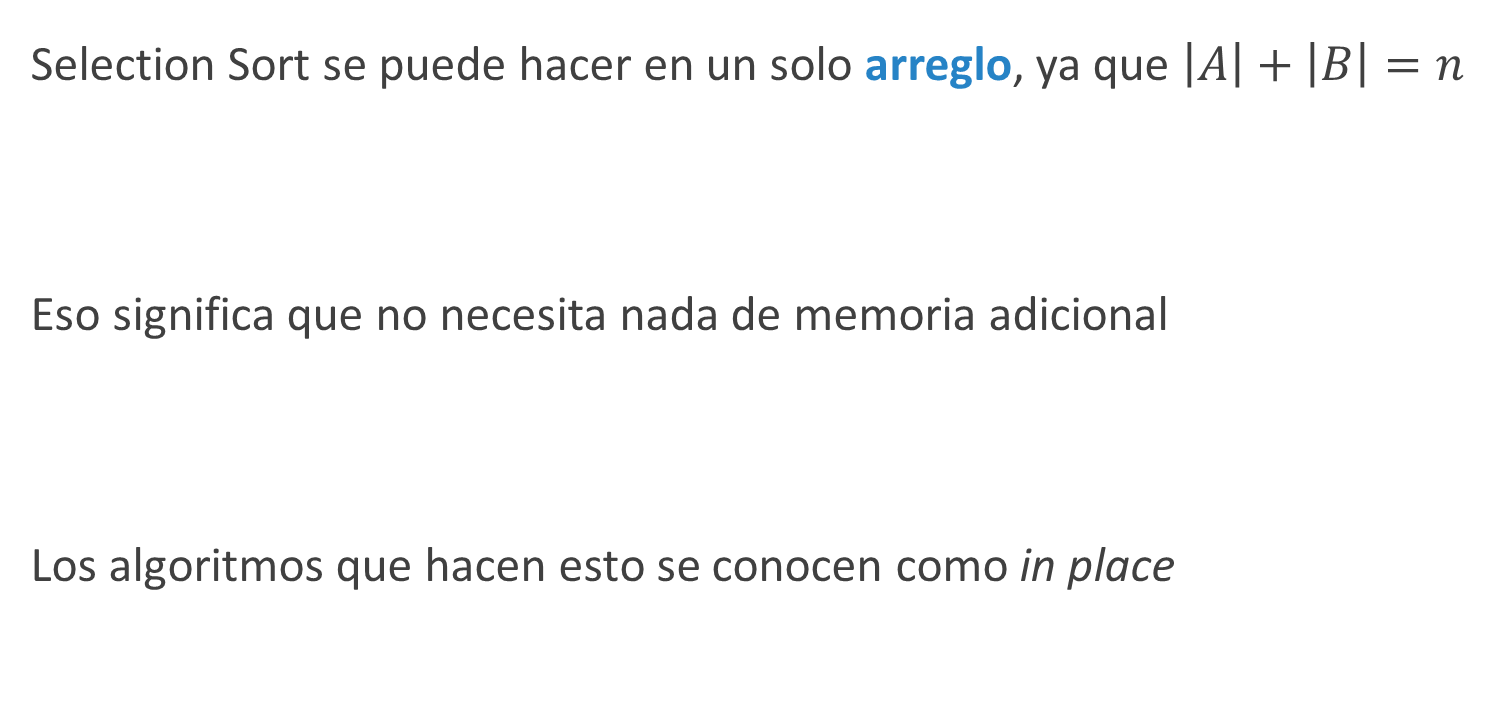 Selection Sort se puede hacer en un solo arreglo, ya que |A| + |B| = n
Eso significa que no necesita nada de memoria adicional
Los algoritmos que hacen esto se conocen como in place